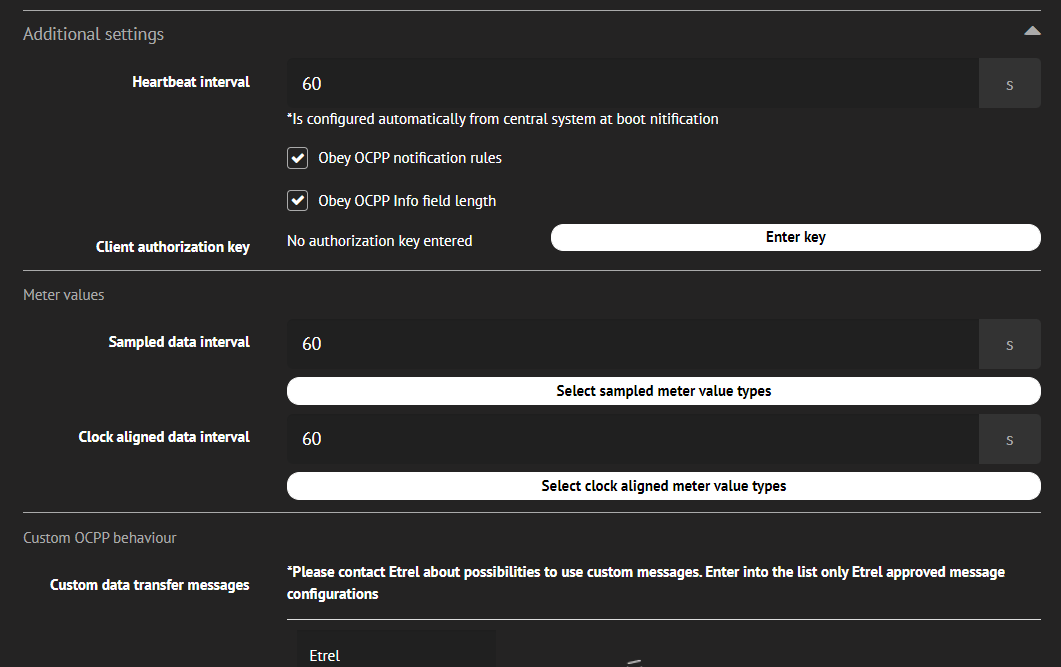 Additional settings
Heartbeat interval
60
s
*Is configured automatically from central system at boot nitification
Obey OCPP notification rules
Obey OCPP Info field length
Client authorization key
No authorization key entered
Enter key
Meter values
Sampled data interval
60
s
Select sampled meter value types
Clock aligned data interval
60
s
Select clock aligned meter value types
Custom OCPP behaviour
Custom data transfer messages
*Please contact Etrel about possibilities to use custom messages. Enter into the list only Etrel approved message
configurations
Etrel